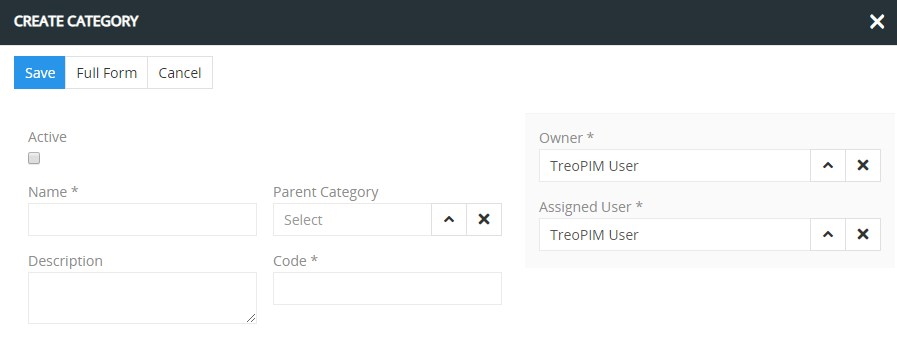 CREATE CATEGORY
Save Full Form Cancel
Active
Name * Parent Category
Select
Description Code *
Owner *
TreoPIM User
Assigned User *
TreoPIM User